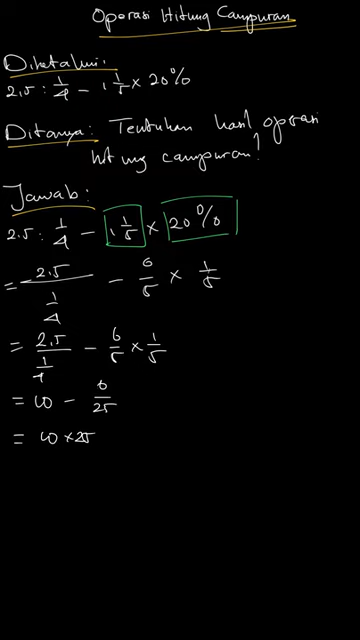 Operasi Hitung Campuran
Diketahui:
2.5 : 1/4 - 1 1/5 × 20%
Ditanya: Tentukan hasil operasi
hitung campuran!
Jawab:
2.5 : 1/4 - 1 1/5 × 20%
= 2.5/(1/4) - 6/5 × 1/5
= 2.5/(1/4) - 6/5 × 1/5
= 10 - 6/25
= 10 × 25